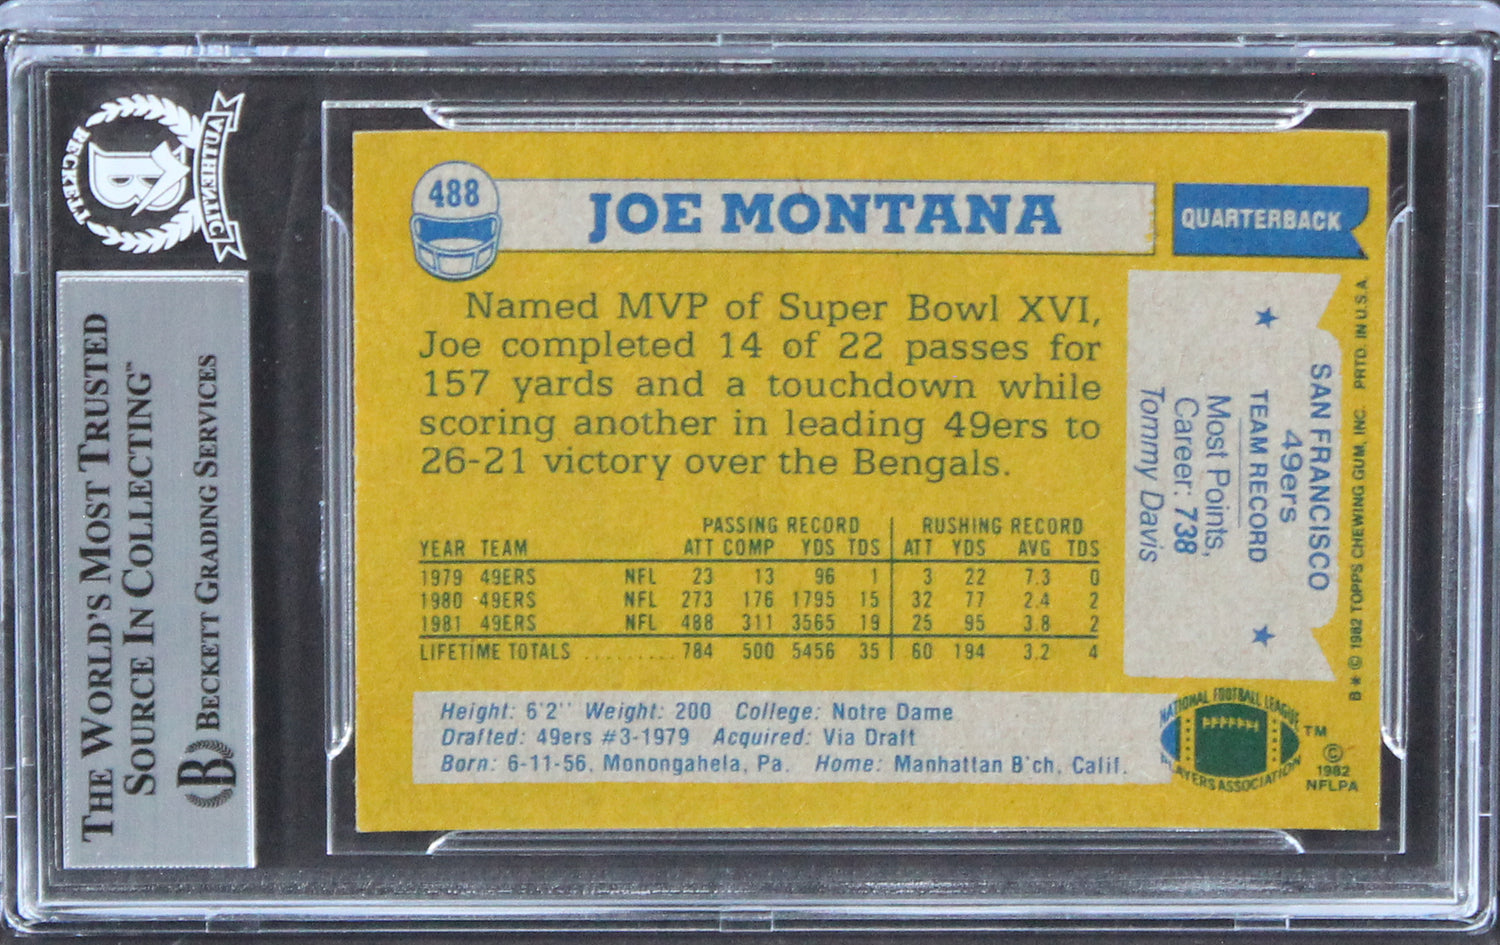 BECKETT
AUTHENTIC
B
THE WORLD'S MOST TRUSTED
SOURCE IN COLLECTING™
B BECKETT GRADING SERVICES
488
JOE MONTANA
QUARTERBACK
Named MVP of Super Bowl XVI,
Joe completed 14 of 22 passes for
157 yards and a touchdown while
scoring another in leading 49ers to
26-21 victory over the Bengals.
PASSING RECORD RUSHING RECORD
YEAR TEAM ATT COMP YDS TDS ATT YDS AVG TDS
1979 49ERS NFL 23 13 96 1 3 22 7.3 0
1980 49ERS NFL 273 176 1795 15 32 77 2.4 2
1981 49ERS NFL 488 311 3565 19 25 95 3.8 2
LIFETIME TOTALS .......... 784 500 5456 35 60 194 3.2 4
Height: 6'2" Weight: 200 College: Notre Dame
Drafted: 49ers #3-1979 Acquired: Via Draft
Born: 6-11-56, Monongahela, Pa. Home: Manhattan B'ch, Calif.
SAN FRANCISCO
49ers
TEAM RECORD
Most Points,
Career: 738
Tommy Davis
B * © 1982 TOPPS CHEWING GUM, INC. PRTD. IN U.S.A.
NATIONAL FOOTBALL LEAGUE
PLAYERS ASSOCIATION
TM
©
1982
NFLPA